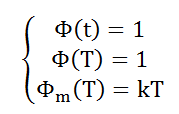 Φ(t) = 1
Φ(T) = 1
Φₘ(T) = kT